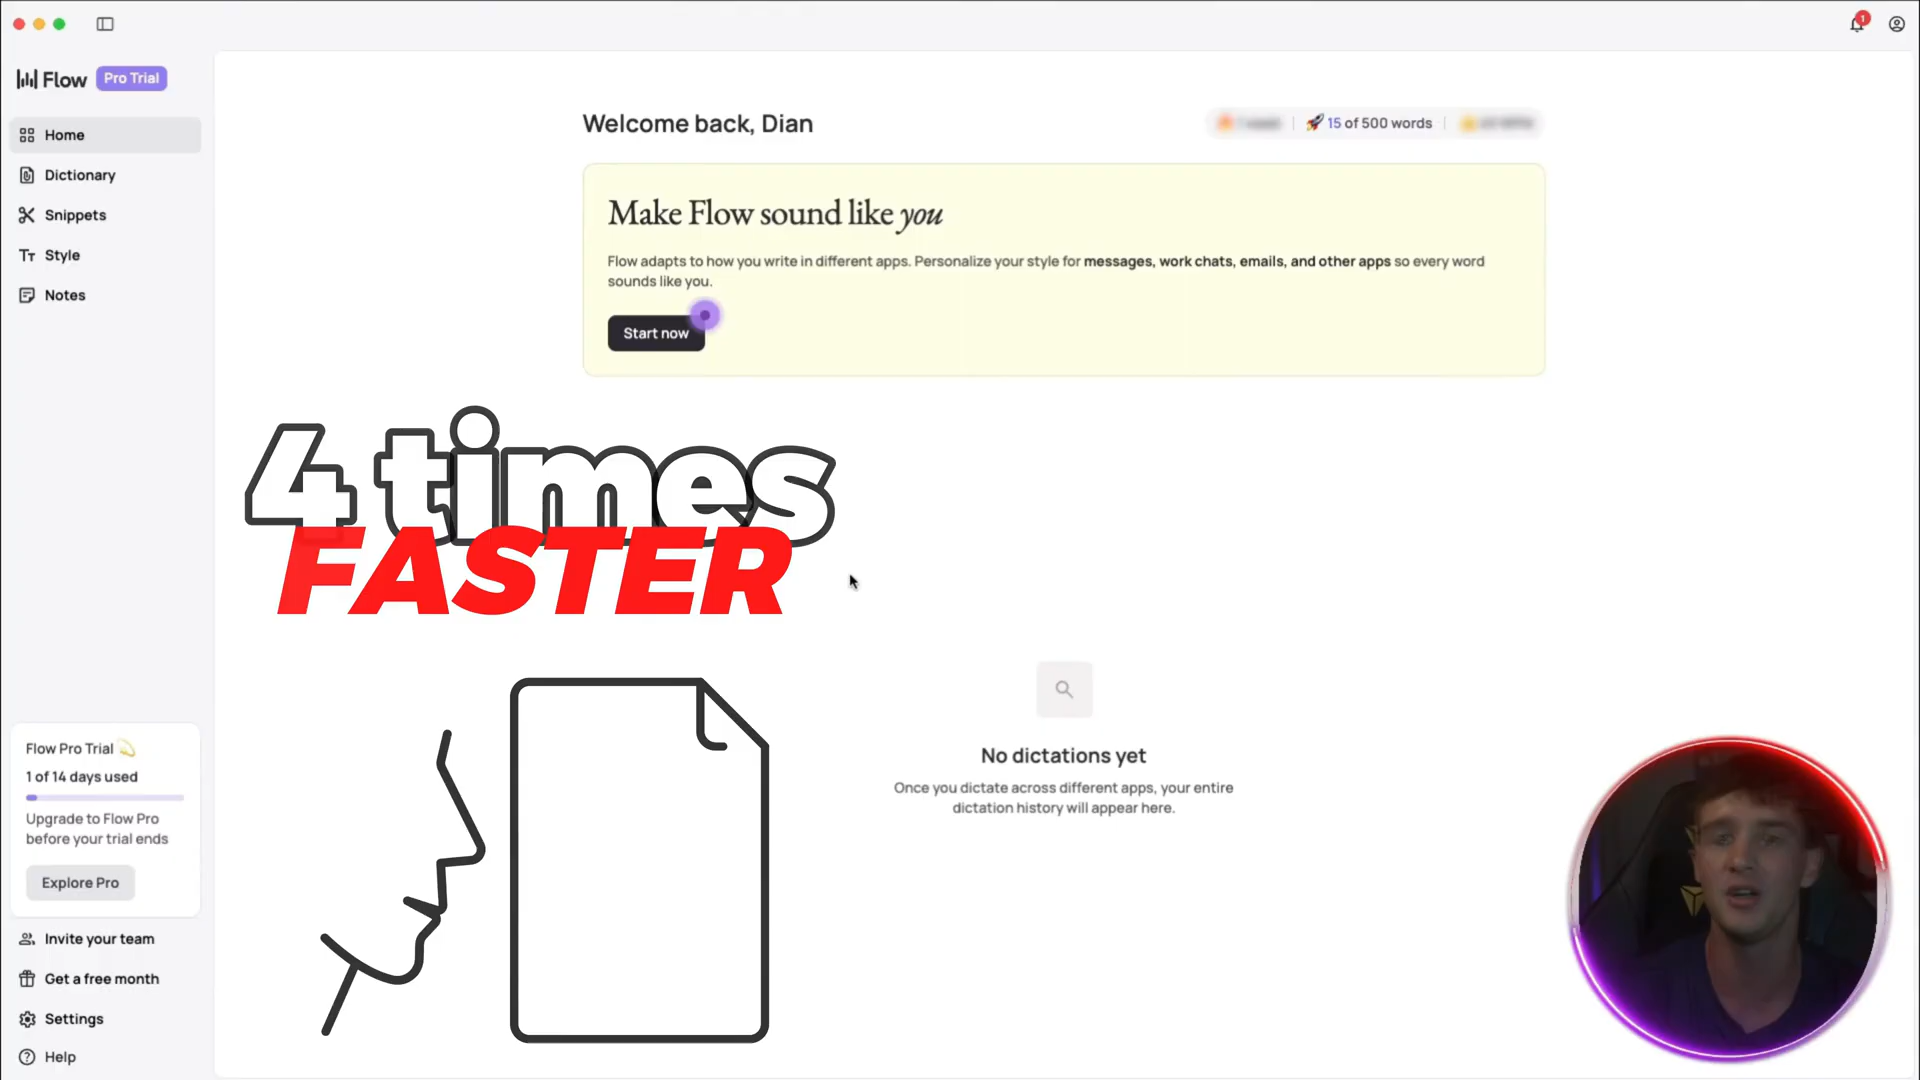 Flow Pro Trial
Home
Dictionary
Snippets
Style
Notes
Welcome back, Dian
15 of 500 words
Make Flow sound like you
Flow adapts to how you write in different apps. Personalize your style for messages, work chats, emails, and other apps so every word
sounds like you.
Start now
4 times
FASTER
No dictations yet
Once you dictate across different apps, your entire
dictation history will appear here.
Flow Pro Trial
1 of 14 days used
Upgrade to Flow Pro
before your trial ends
Explore Pro
Invite your team
Get a free month
Settings
Help
1